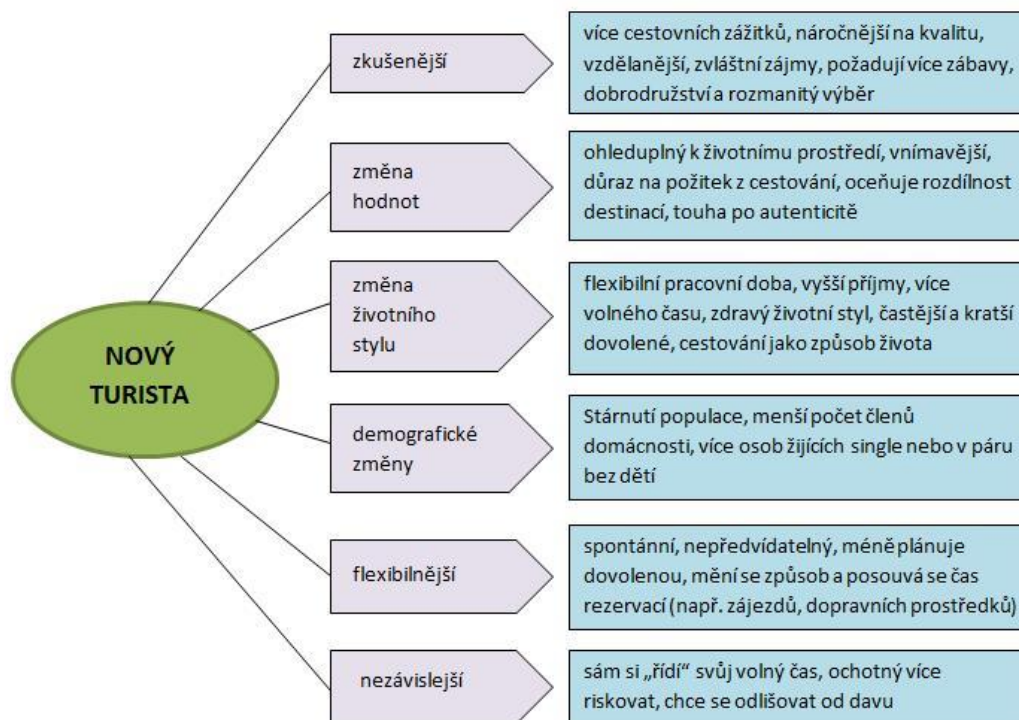 NOVÝ
TURISTA
zkušenější
více cestovních zážitků, náročnější na kvalitu,
vzdělanější, zvláštní zájmy, požadují více zábavy,
dobrodružství a rozmanitý výběr
změna
hodnot
ohleduplný k životnímu prostředí, vnímavější,
důraz na požitek z cestování, oceňuje rozdílnost
destinací, touha po autenticitě
změna
životního
stylu
flexibilní pracovní doba, vyšší příjmy, více
volného času, zdravý životní styl, častější a kratší
dovolené, cestování jako způsob života
demografické
změny
Stárnutí populace, menší počet členů
domácnosti, více osob žijících single nebo v páru
bez dětí
flexibilnější
spontánní, nepředvídatelný, méně plánuje
dovolenou, mění se způsob a posouvá se čas
rezervací (např. zájezdů, dopravních prostředků)
nezávislejší
sám si „řídí“ svůj volný čas, ochotný více
riskovat, chce se odlišovat od davu